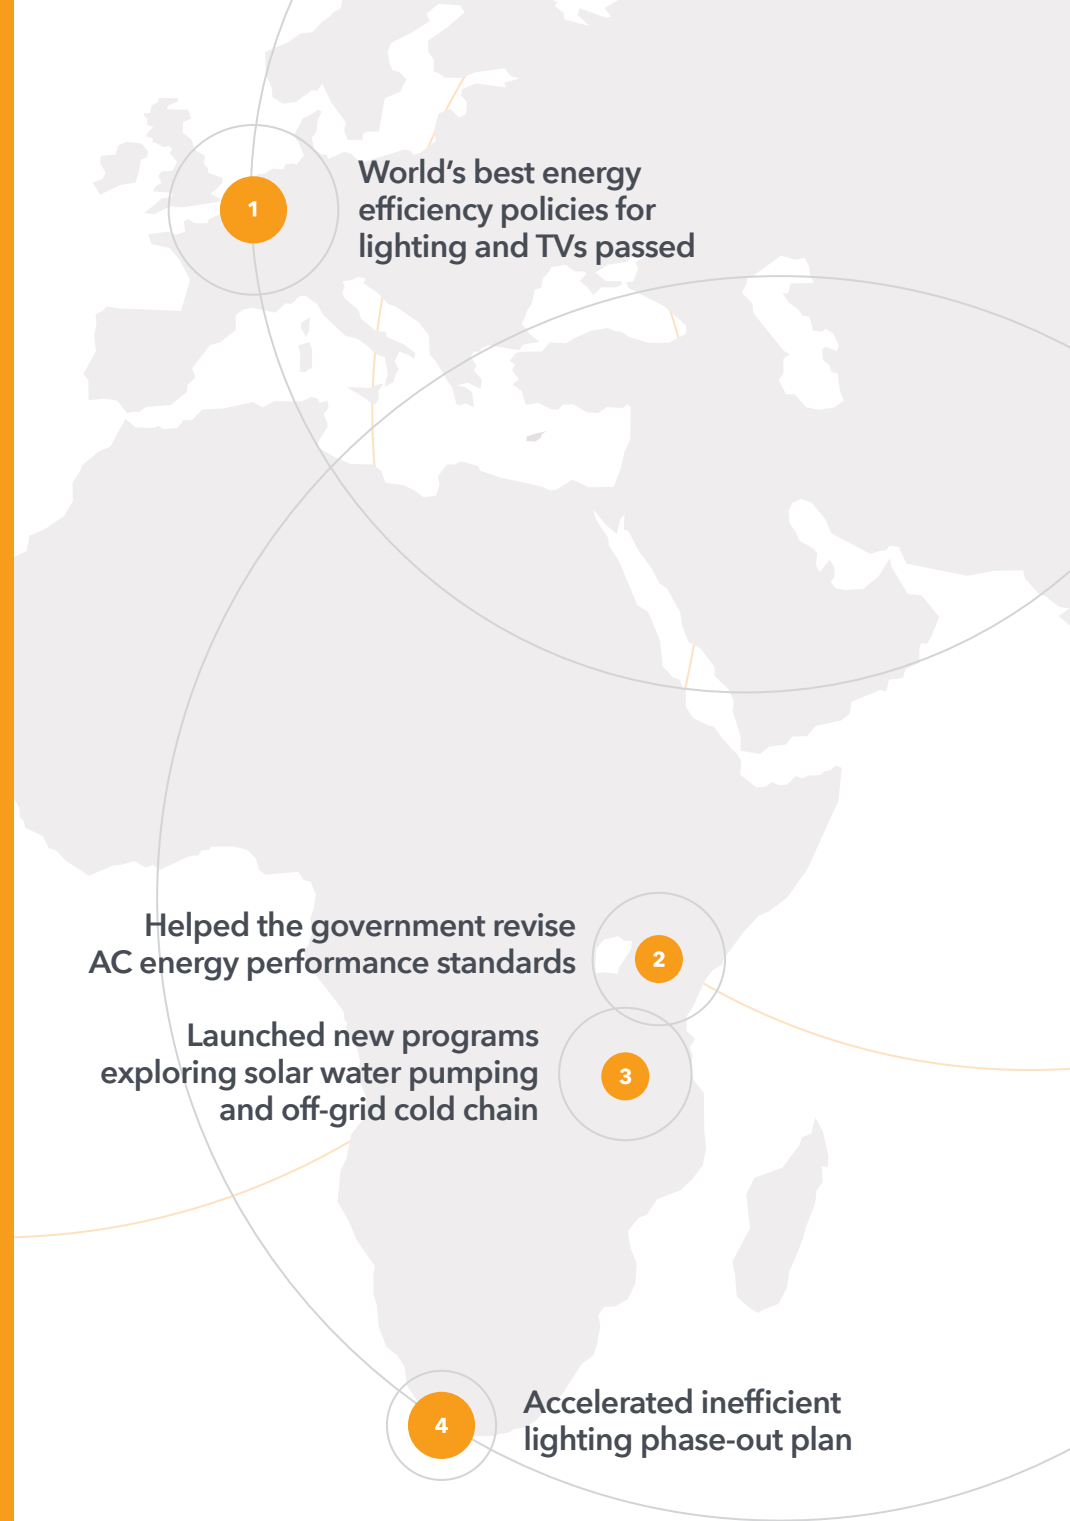 1
World’s best energy
efficiency policies for
lighting and TVs passed
Helped the government revise
AC energy performance standards
2
Launched new programs
exploring solar water pumping
and off-grid cold chain
3
4
Accelerated inefficient
lighting phase-out plan